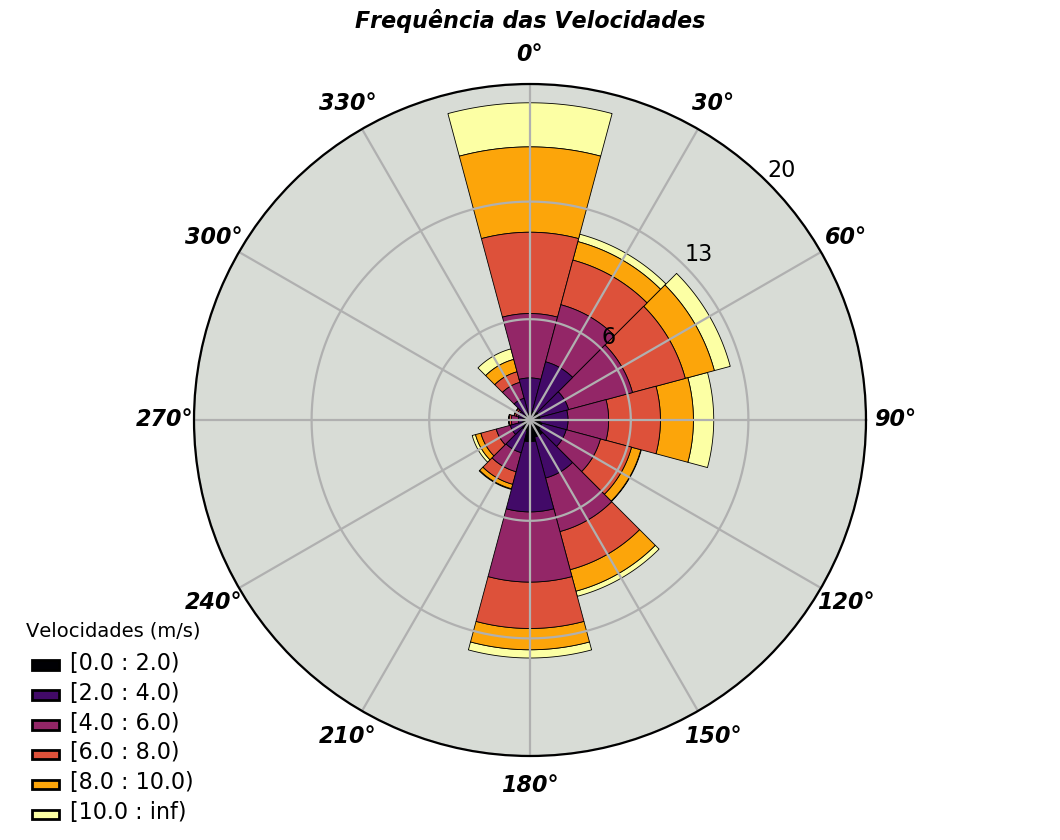 Frequência das Velocidades
0°
30°
60°
90°
120°
150°
180°
210°
240°
270°
300°
330°
6
13
20
Velocidades (m/s)
[0.0 : 2.0)
[2.0 : 4.0)
[4.0 : 6.0)
[6.0 : 8.0)
[8.0 : 10.0)
[10.0 : inf)